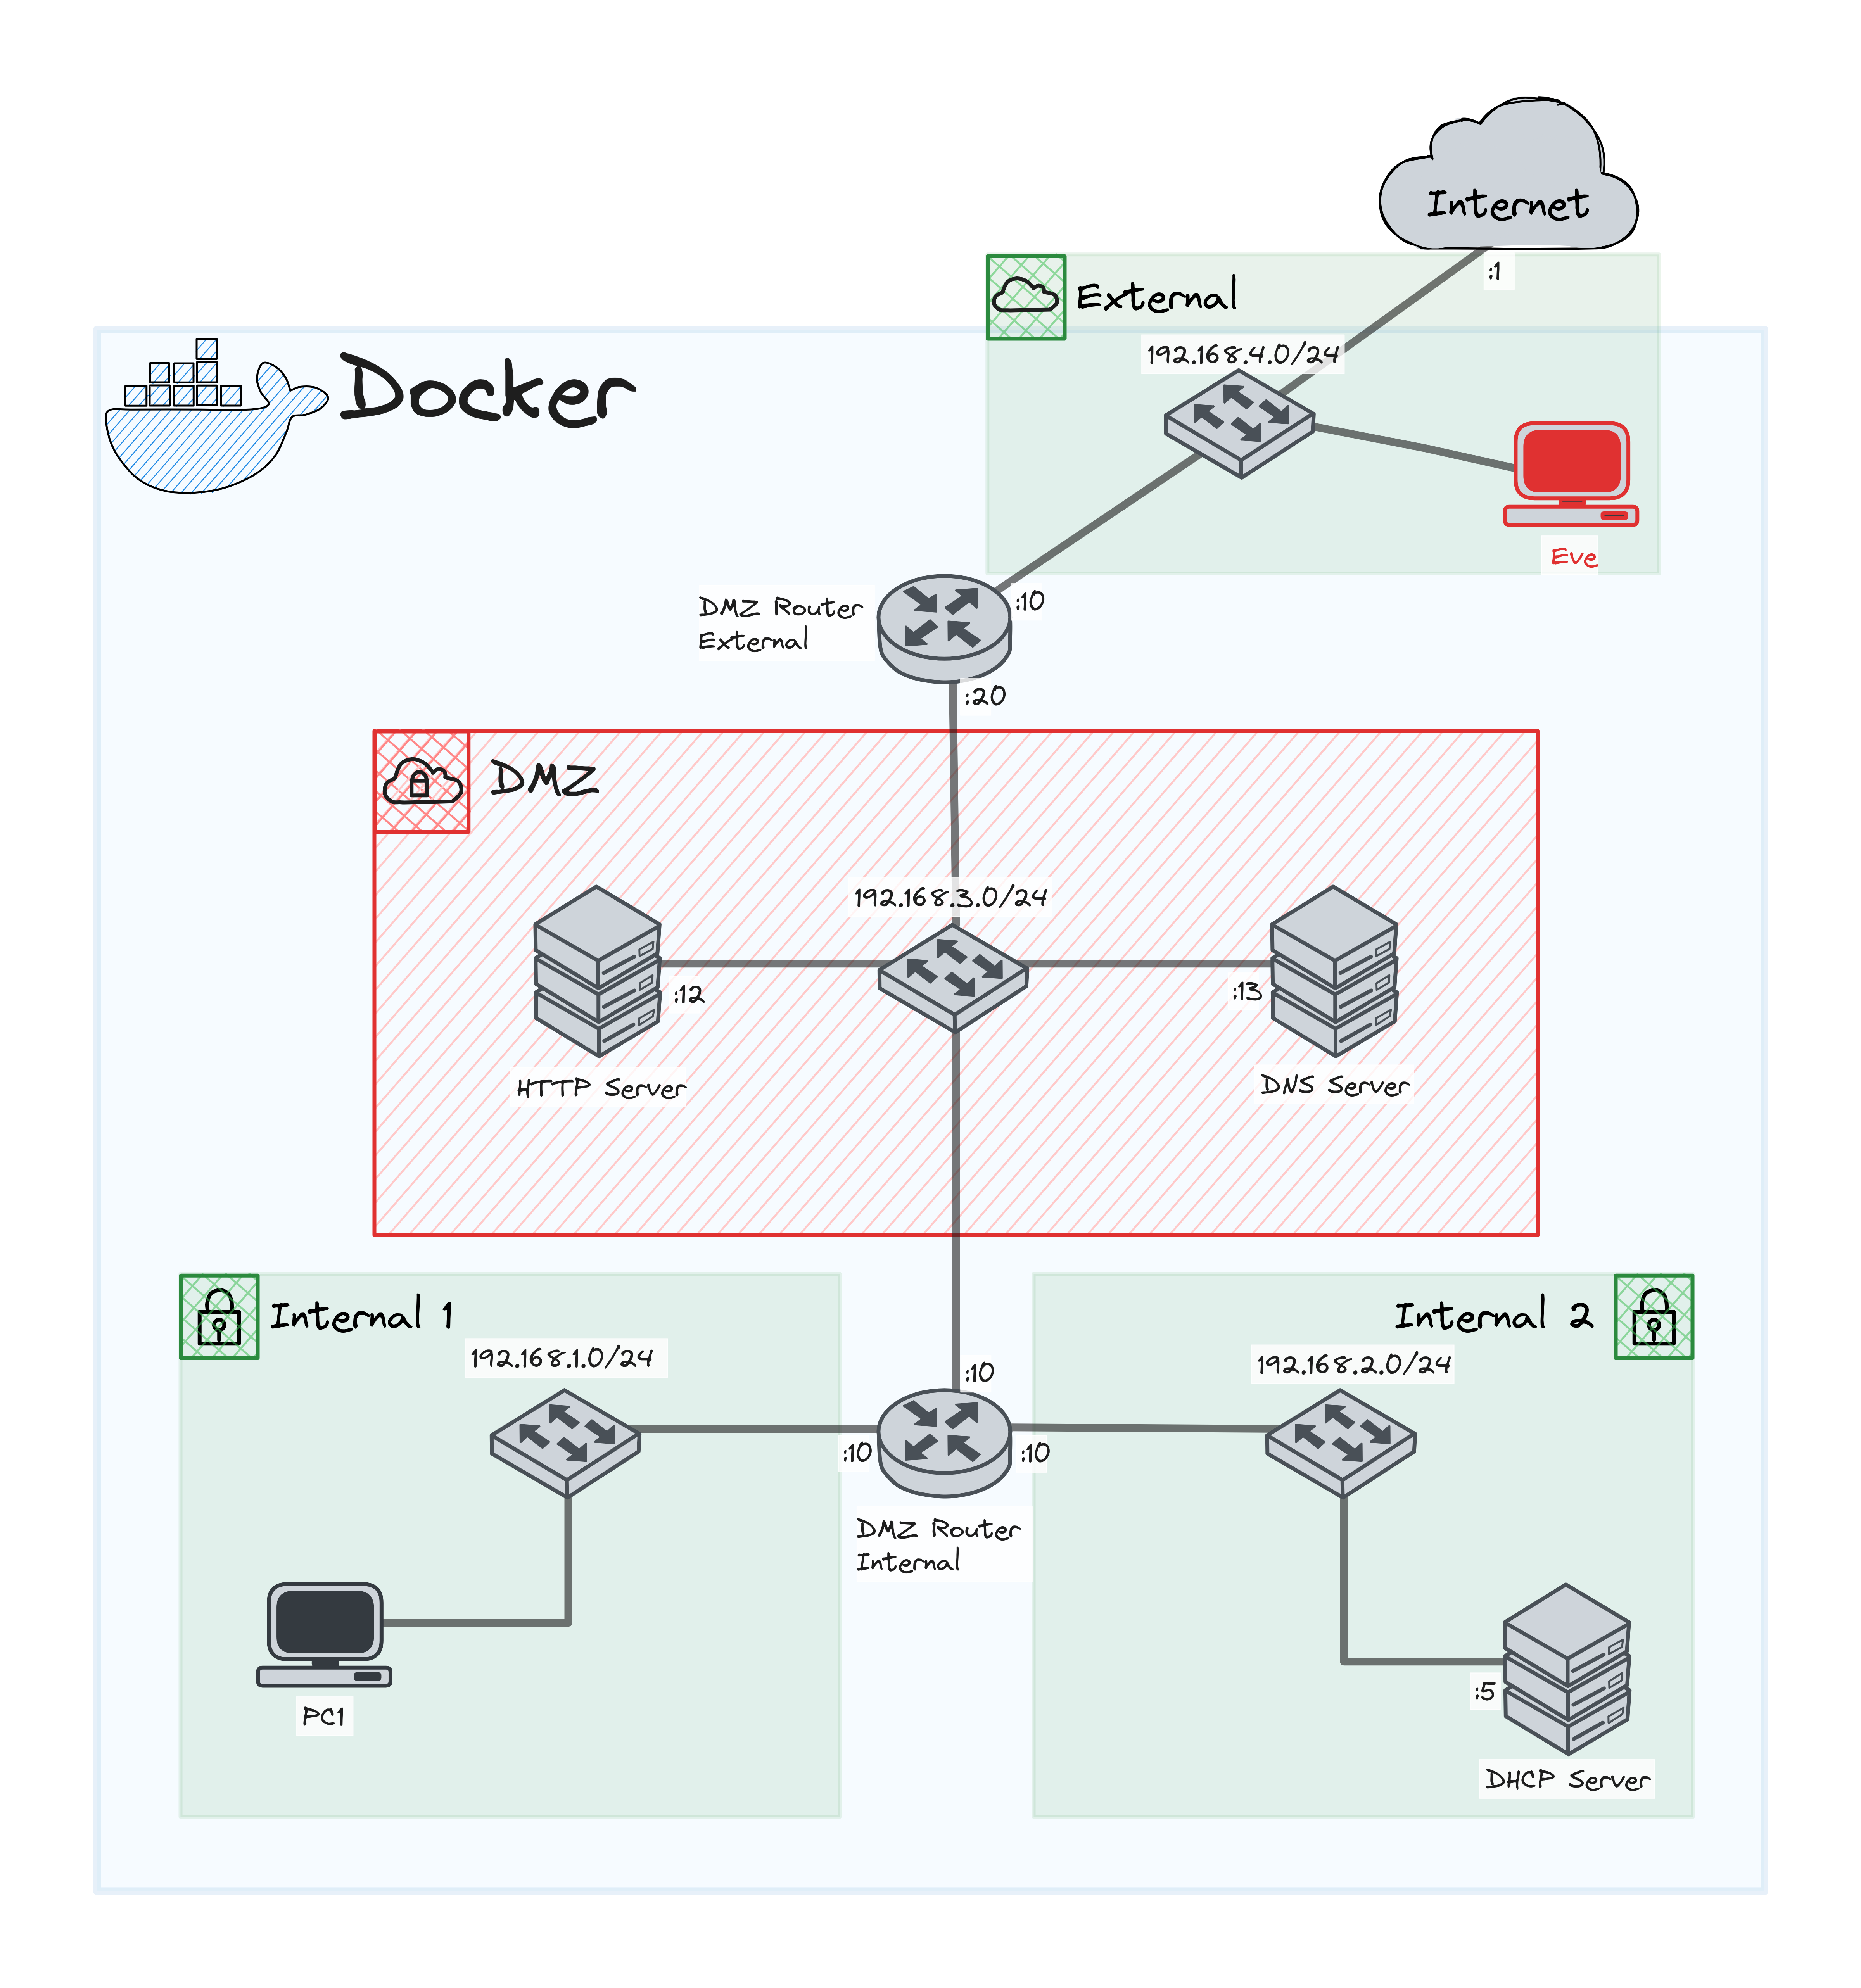 Internet
:1
External
192.168.4.0/24
Docker
Eve
DMZ Router
External
:10
:20
DMZ
192.168.3.0/24
:12
:13
HTTP Server
DNS Server
Internal 1
Internal 2
192.168.1.0/24
192.168.2.0/24
:10
:10
:10
DMZ Router
Internal
PC1
:5
DHCP Server